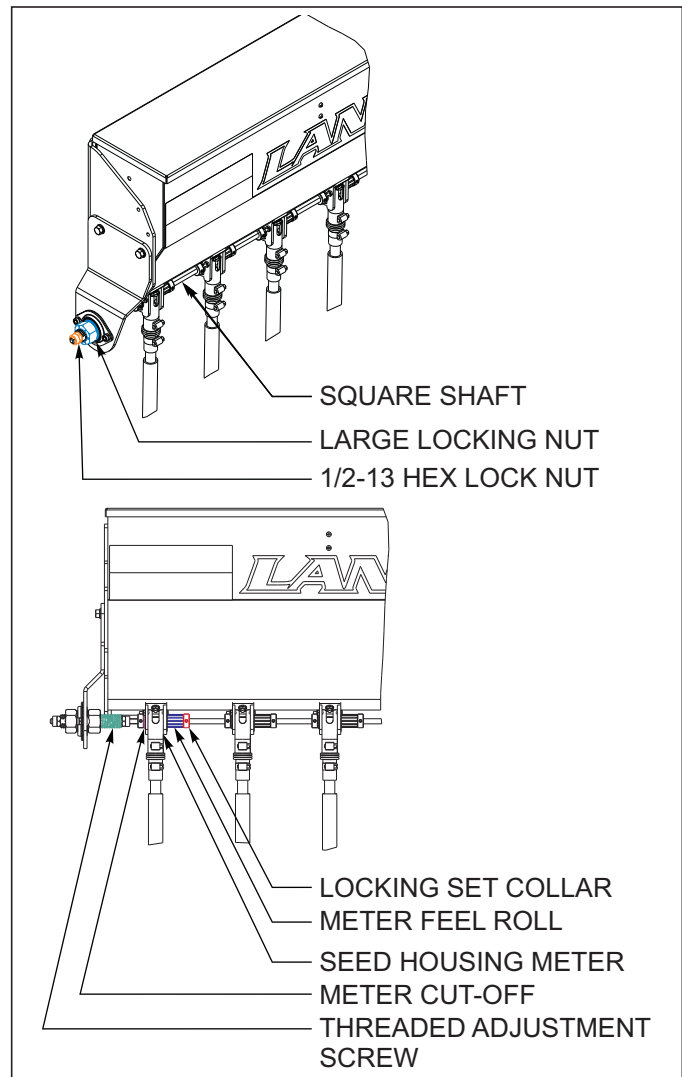 LAN
SQUARE SHAFT
LARGE LOCKING NUT
1/2-13 HEX LOCK NUT
LAN
LOCKING SET COLLAR
METER FEEL ROLL
SEED HOUSING METER
METER CUT-OFF
THREADED ADJUSTMENT
SCREW